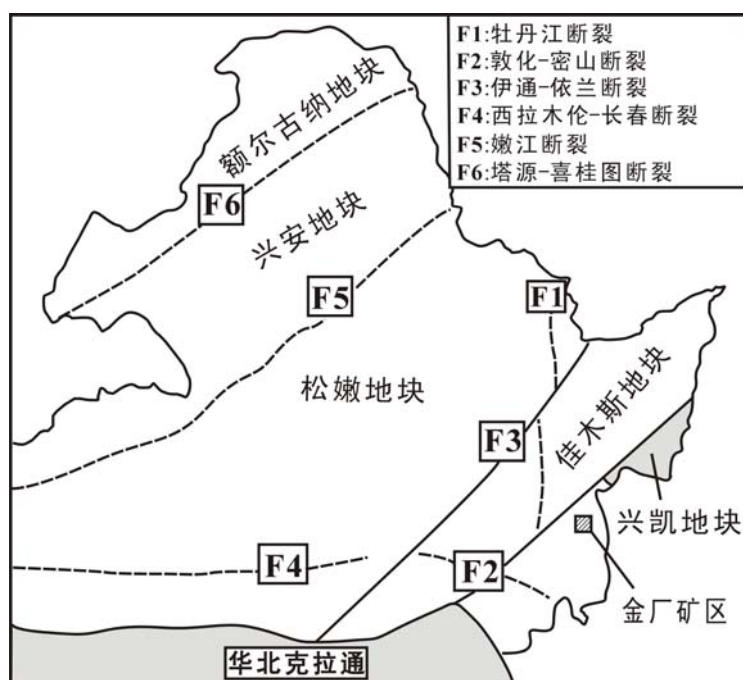 F1:牡丹江断裂
F2:敦化-密山断裂
F3:伊通-依兰断裂
F4:西拉木伦-长春断裂
F5:嫩江断裂
F6:塔源-喜桂图断裂
额尔古纳地块
F6
兴安地块
F5
F1
松嫩地块
佳木斯地块
F3
兴凯地块
F4
F2
金厂矿区
华北克拉通